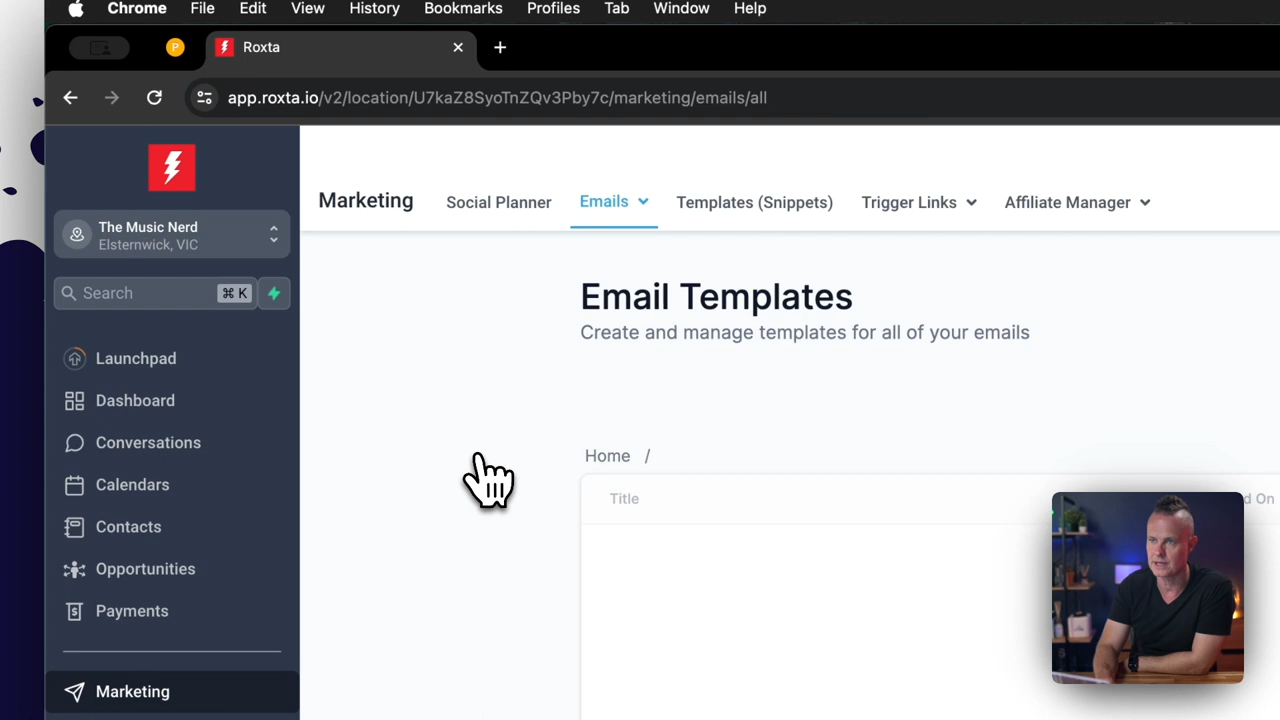 Chrome File Edit View History Bookmarks Profiles Tab Window Help
P Roxta
app.roxta.io/v2/location/U7kaZ8SyoTnZQv3Pby7c/marketing/emails/all
Marketing Social Planner Emails Templates (Snippets) Trigger Links Affiliate Manager
The Music Nerd
Elsternwick, VIC
Search ⌘ K
Email Templates
Create and manage templates for all of your emails
Launchpad
Dashboard
Conversations
Calendars
Contacts
Opportunities
Payments
Marketing
Home /
Title d On